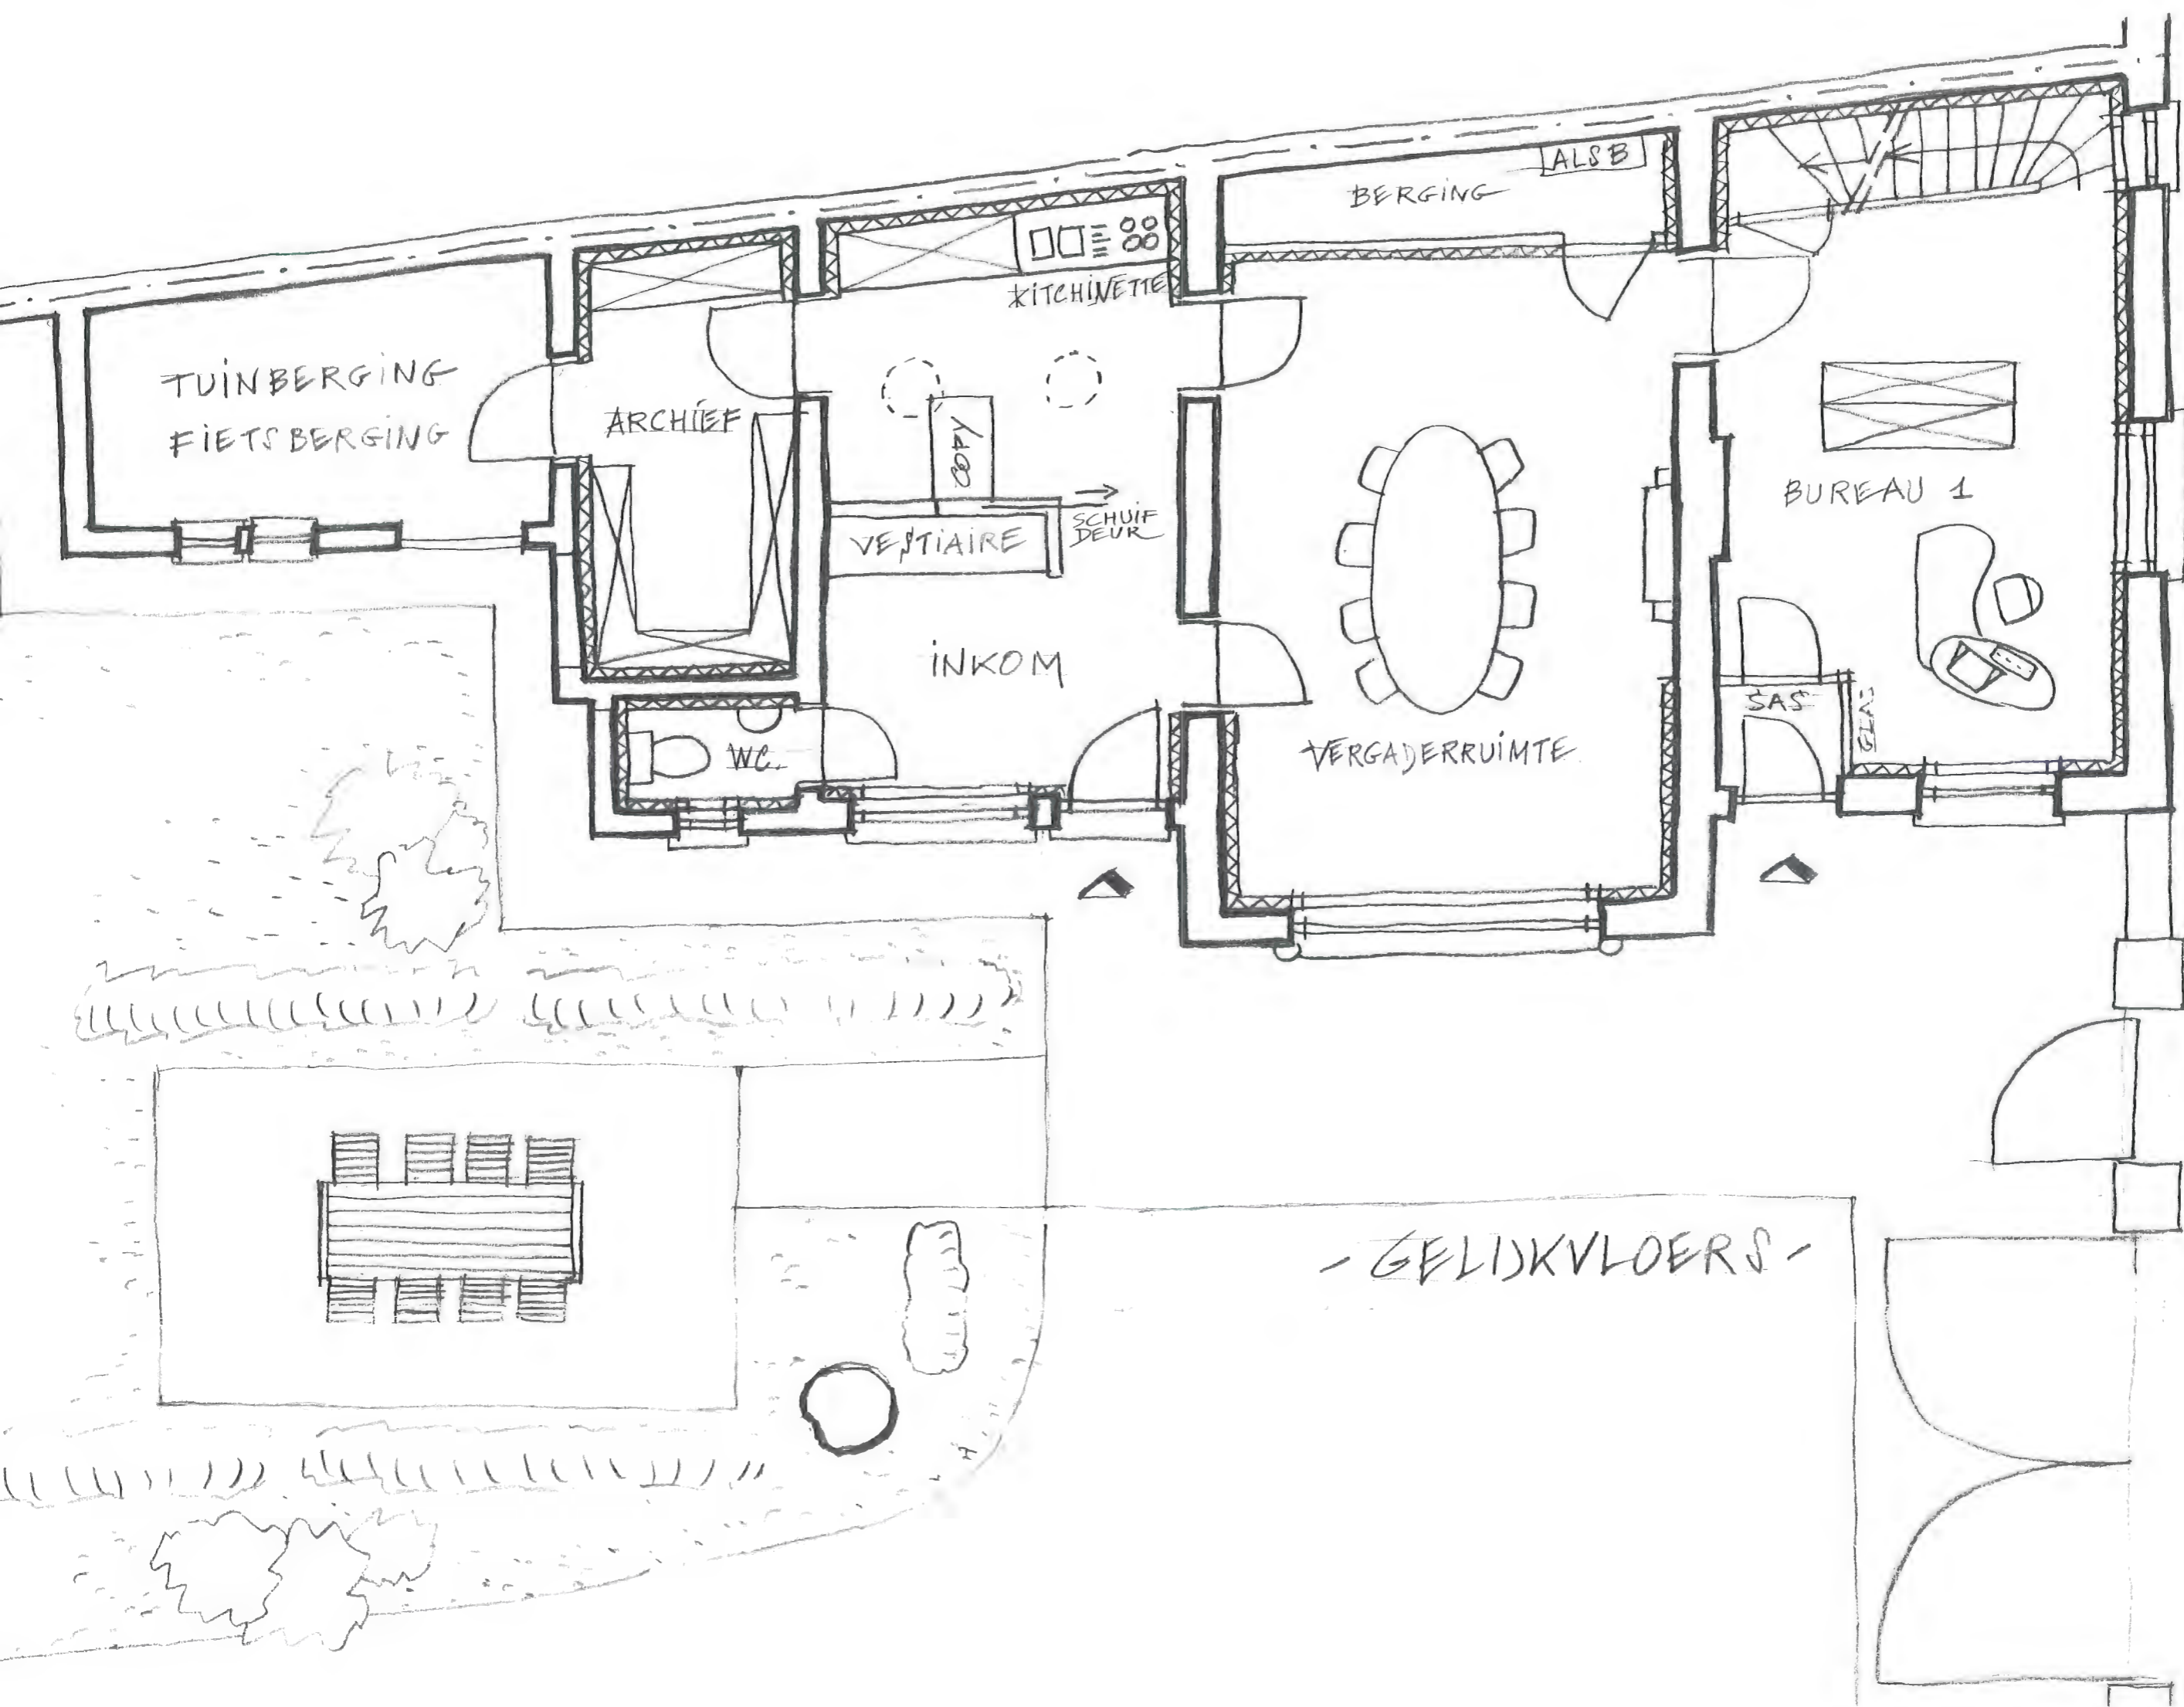 ALSB
BERGING
KITCHINETTE
TUINBERGING
FIETSBERGING
ARCHIEF
COPY
BUREAU 1
SCHUIF
DEUR
VESTIAIRE
INKOM
SAS
GLAS
WC.
VERGADERRUIMTE
- GELIJKVLOERS -